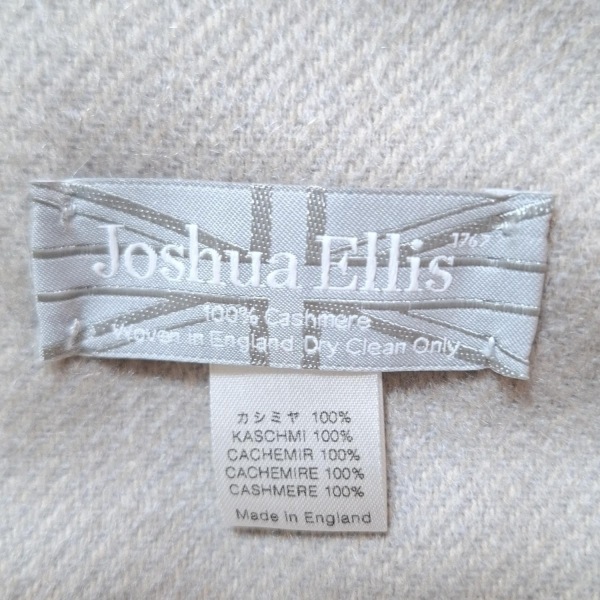 Joshua Ellis 1767
100% Cashmere
Woven in England Dry Clean Only
カシミヤ 100%
KASCHMI 100%
CACHEMIR 100%
CACHEMIRE 100%
CASHMERE 100%
Made in England